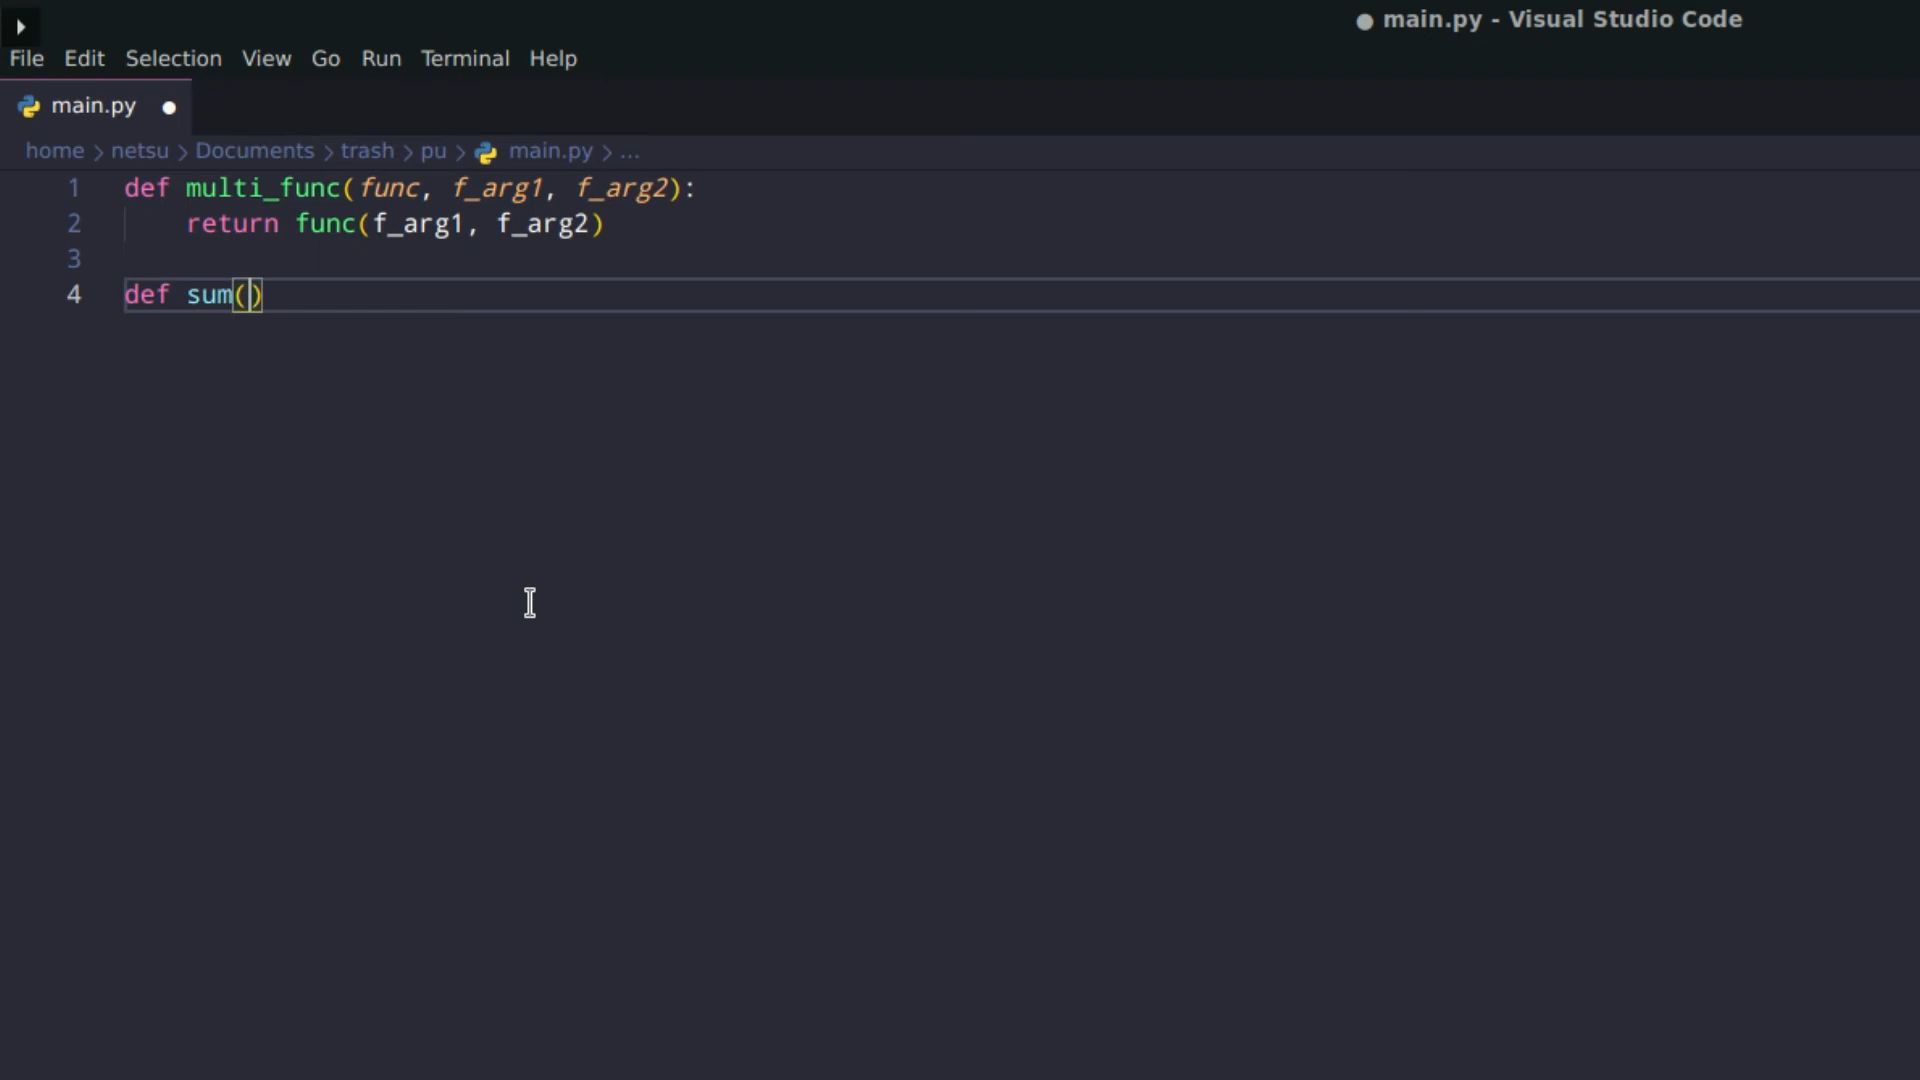 ● main.py - Visual Studio Code
File Edit Selection View Go Run Terminal Help
main.py ●
home > netsu > Documents > trash > pu > main.py > ...
1 def multi_func(func, f_arg1, f_arg2):
2     return func(f_arg1, f_arg2)
3
4 def sum()